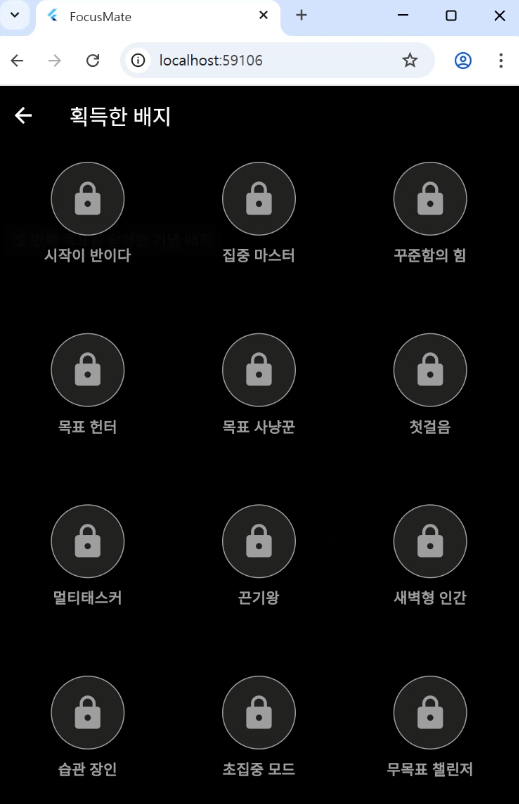 FocusMate
localhost:59106
획득한 배지
시작이 반이다
집중 마스터
꾸준함의 힘
목표 헌터
목표 사냥꾼
첫걸음
멀티태스커
끈기왕
새벽형 인간
습관 장인
초집중 모드
무목표 챌린저